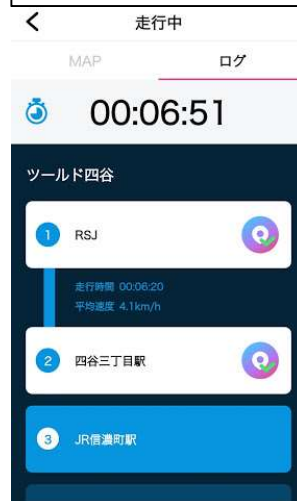 走行中
MAP ログ
00:06:51
ツールド四谷
1 RSJ
走行時間 00:06:20
平均速度 4.1km/h
2 四谷三丁目駅
3 JR信濃町駅